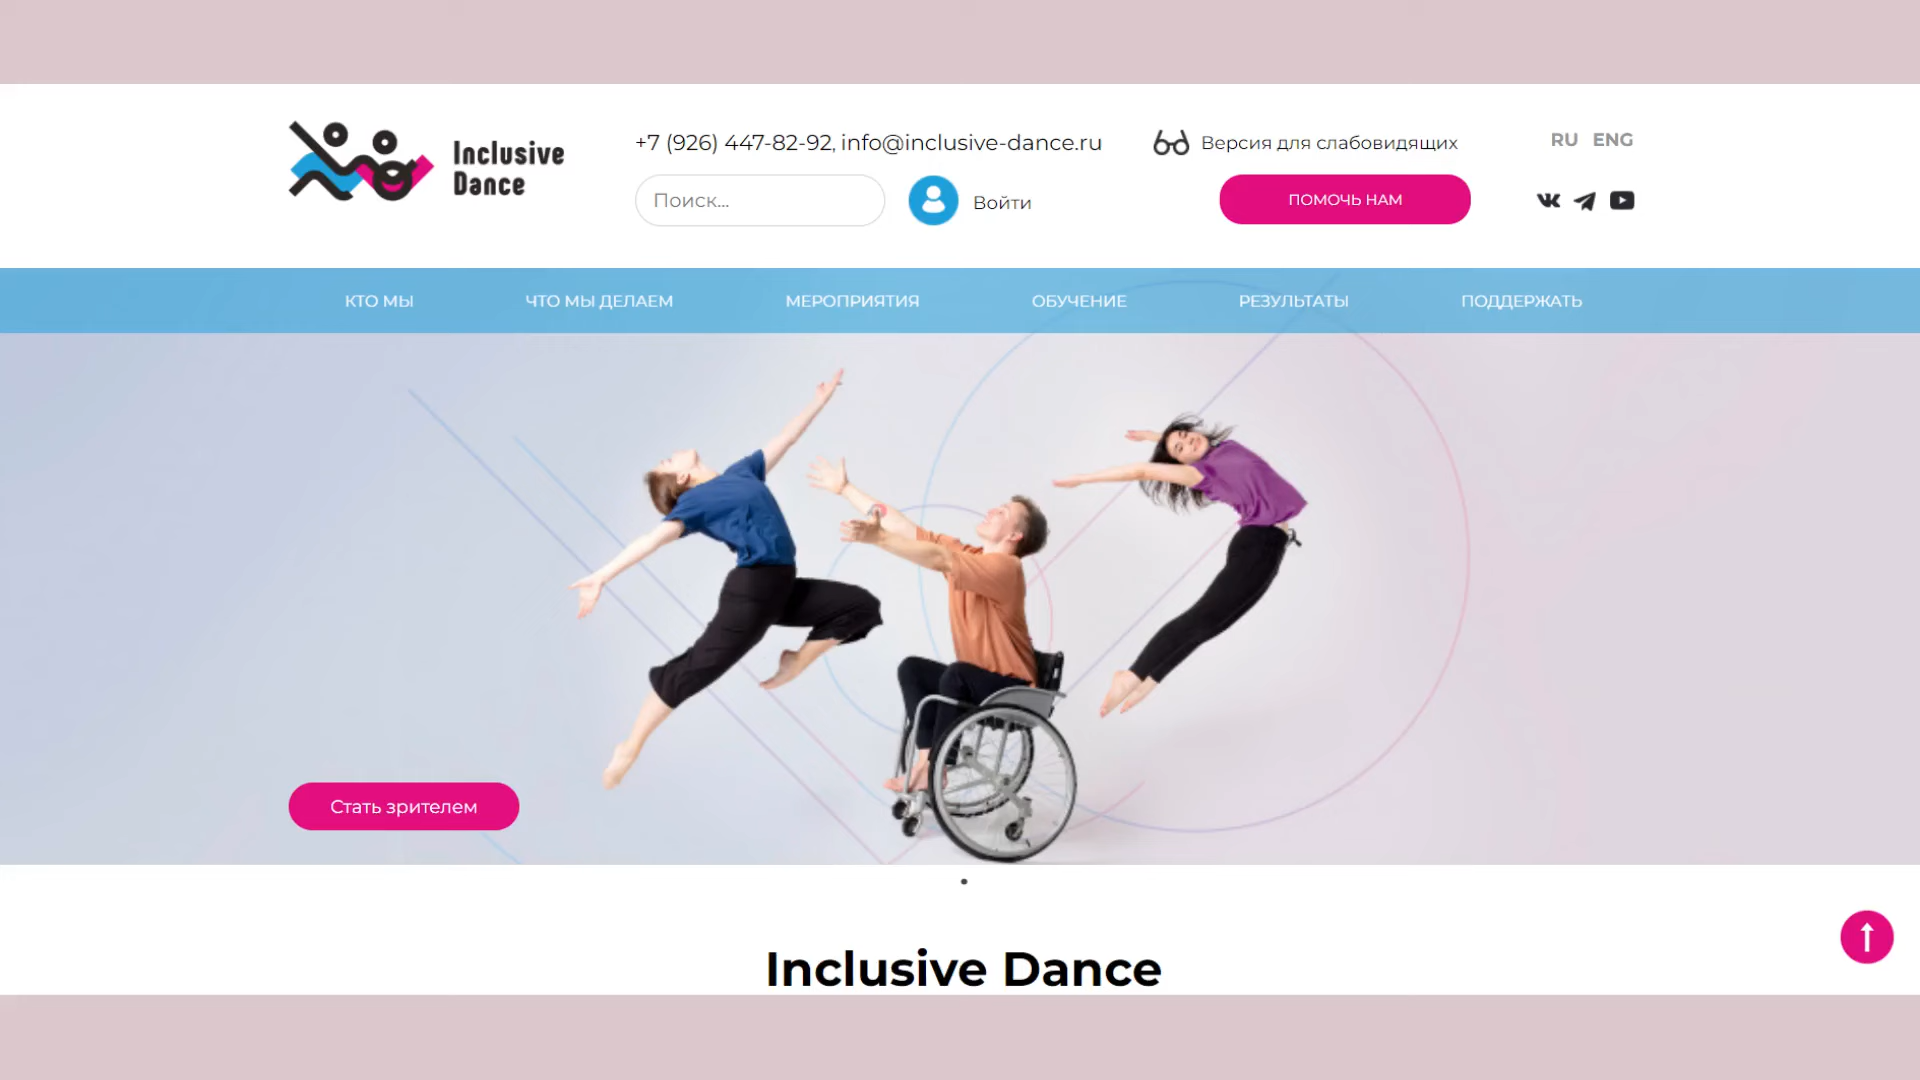 Inclusive
Dance
+7 (926) 447-82-92, info@inclusive-dance.ru
Версия для слабовидящих
RU ENG
Поиск...
Войти
ПОМОЧЬ НАМ
КТО МЫ
ЧТО МЫ ДЕЛАЕМ
МЕРОПРИЯТИЯ
ОБУЧЕНИЕ
РЕЗУЛЬТАТЫ
ПОДДЕРЖАТЬ
Стать зрителем
Inclusive Dance